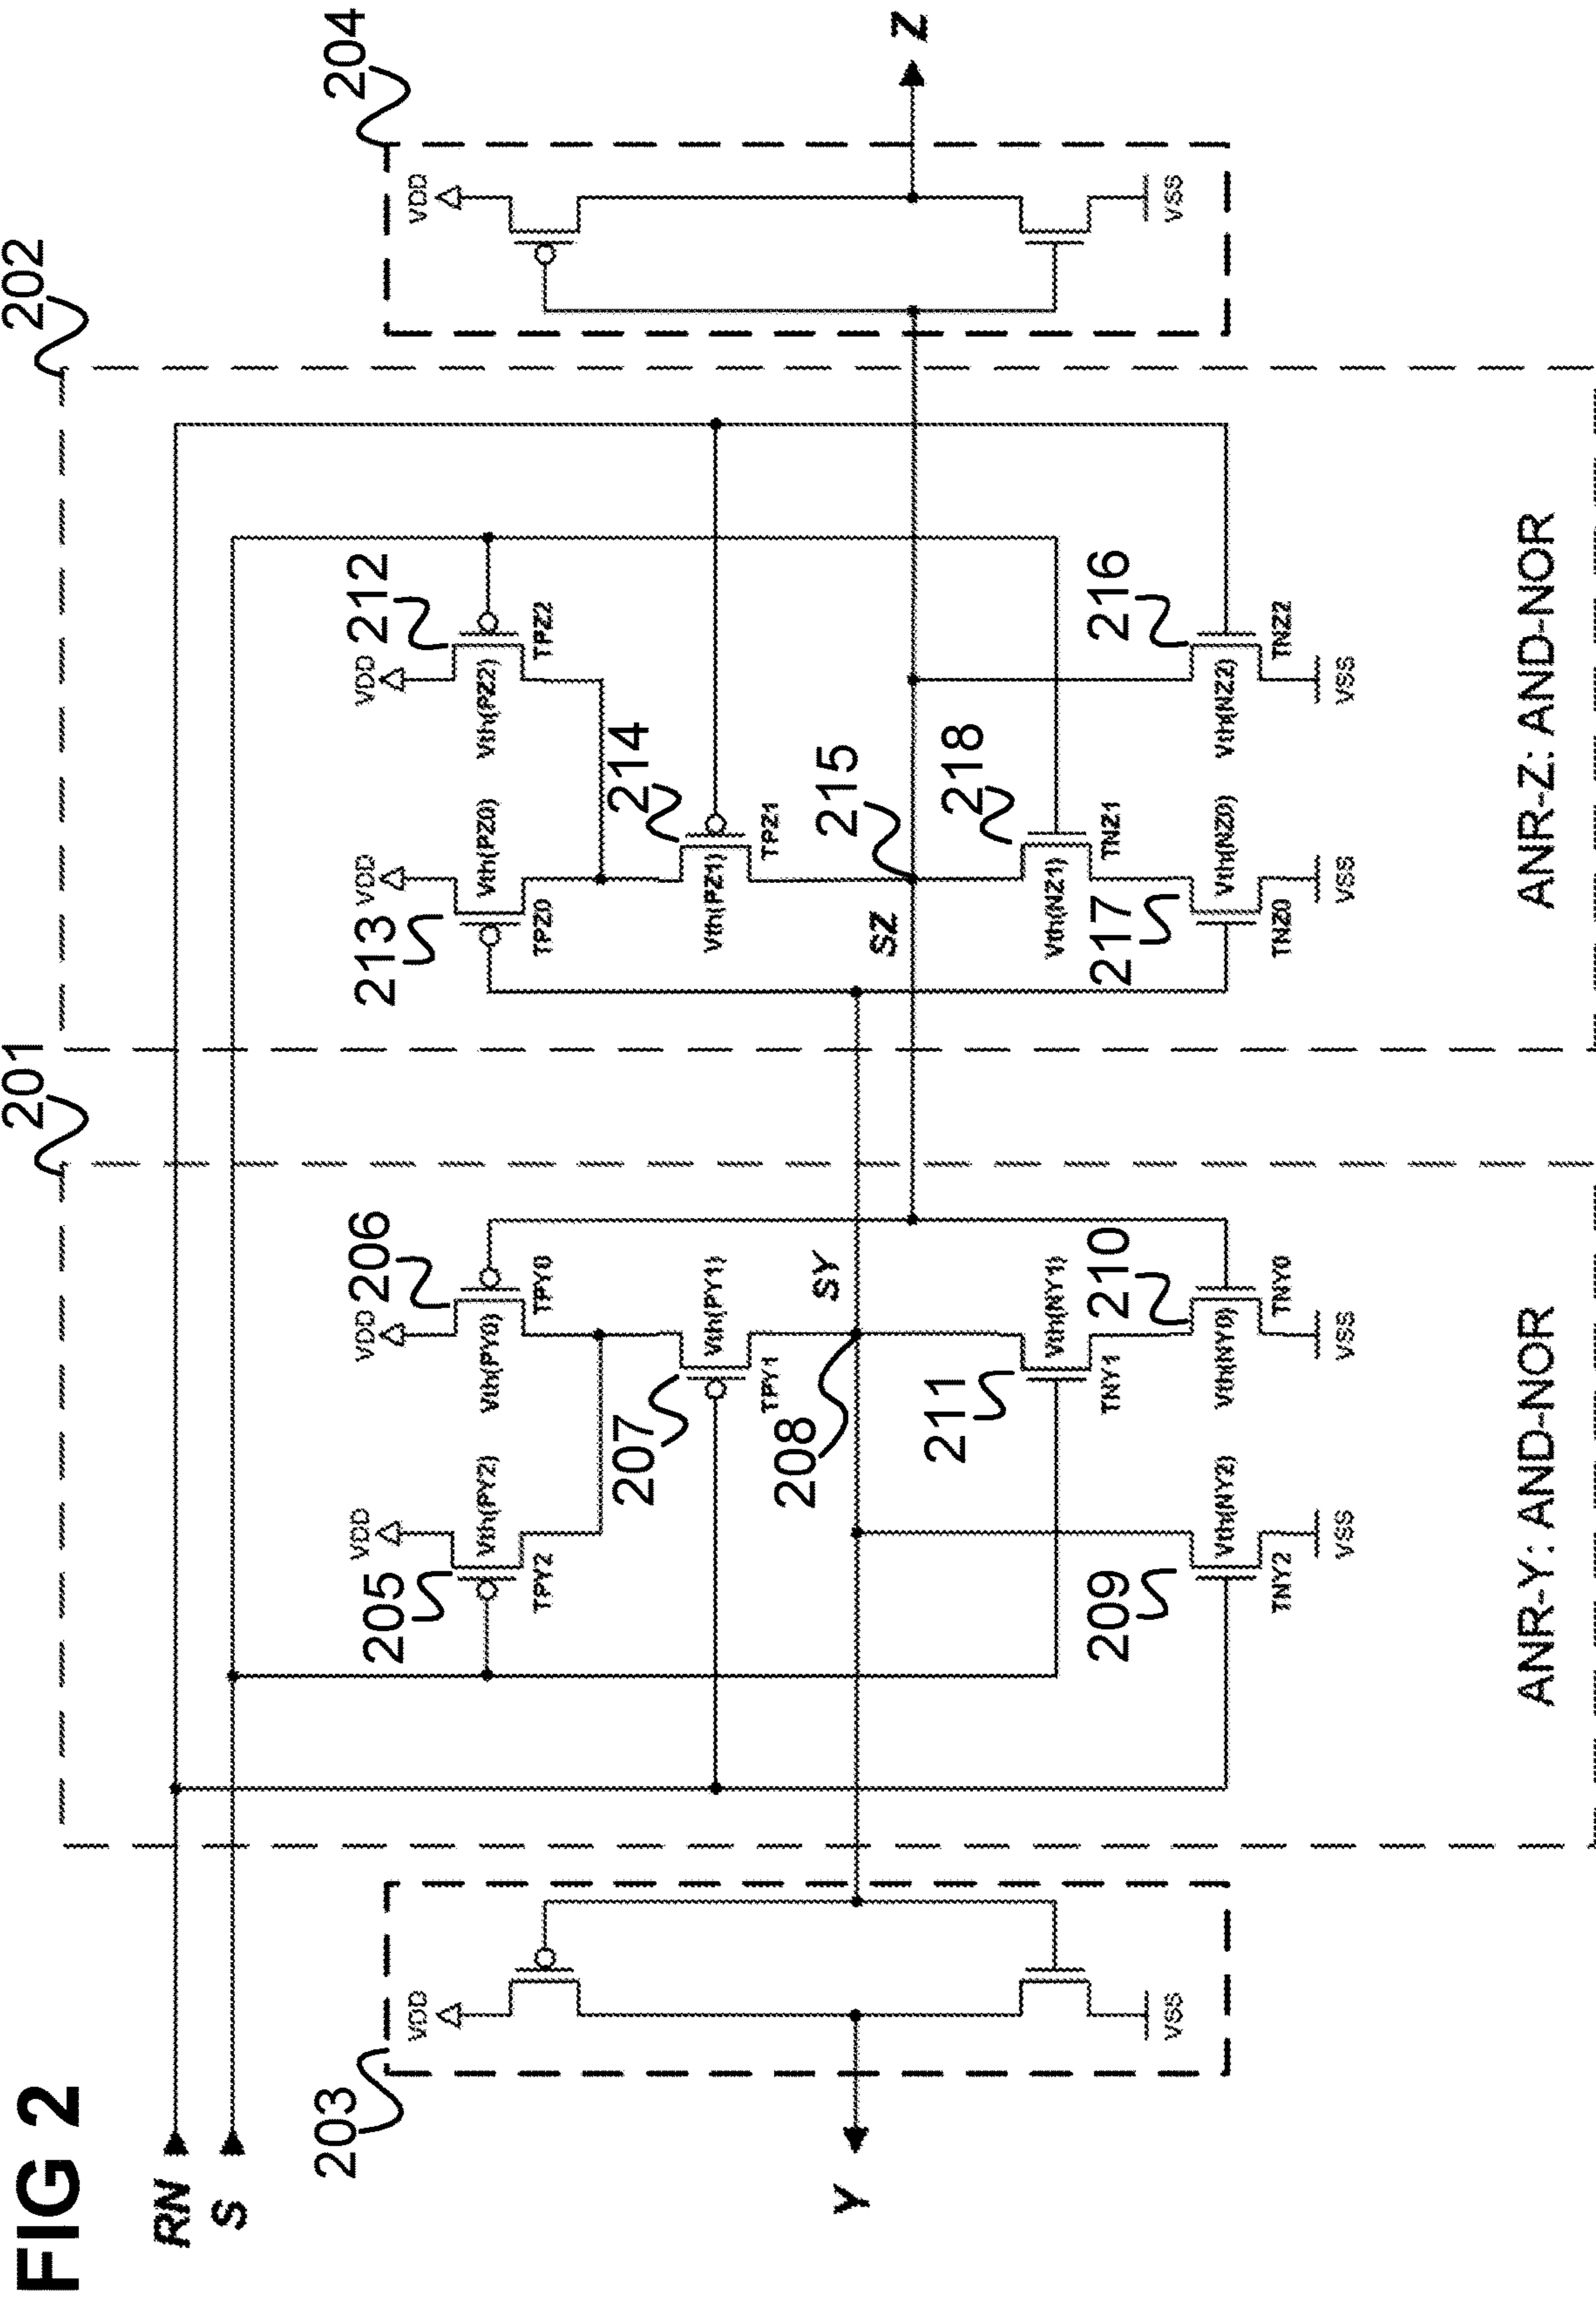 FIG 2
RN
S
201
202
203
204
VDD
VSS
Y
VDD
205
Vth(PY2)
TPY2
VDD
206
Vth(PY0)
TPY0
207
Vth(PY1)
TPY1
208
SY
211
Vth(NY1)
TNY1
209
Vth(NY2)
TNY2
VSS
210
Vth(NY0)
TNY0
VSS
ANR-Y: AND-NOR
VDD
213
Vth(PZ0)
TPZ0
VDD
212
Vth(PZ2)
TPZ2
214
Vth(PZ1)
TPZ1
215
SZ
218
Vth(NZ1)
TNZ1
217
Vth(NZ0)
TNZ0
VSS
216
Vth(NZ2)
TNZ2
VSS
ANR-Z: AND-NOR
VDD
VSS
Z